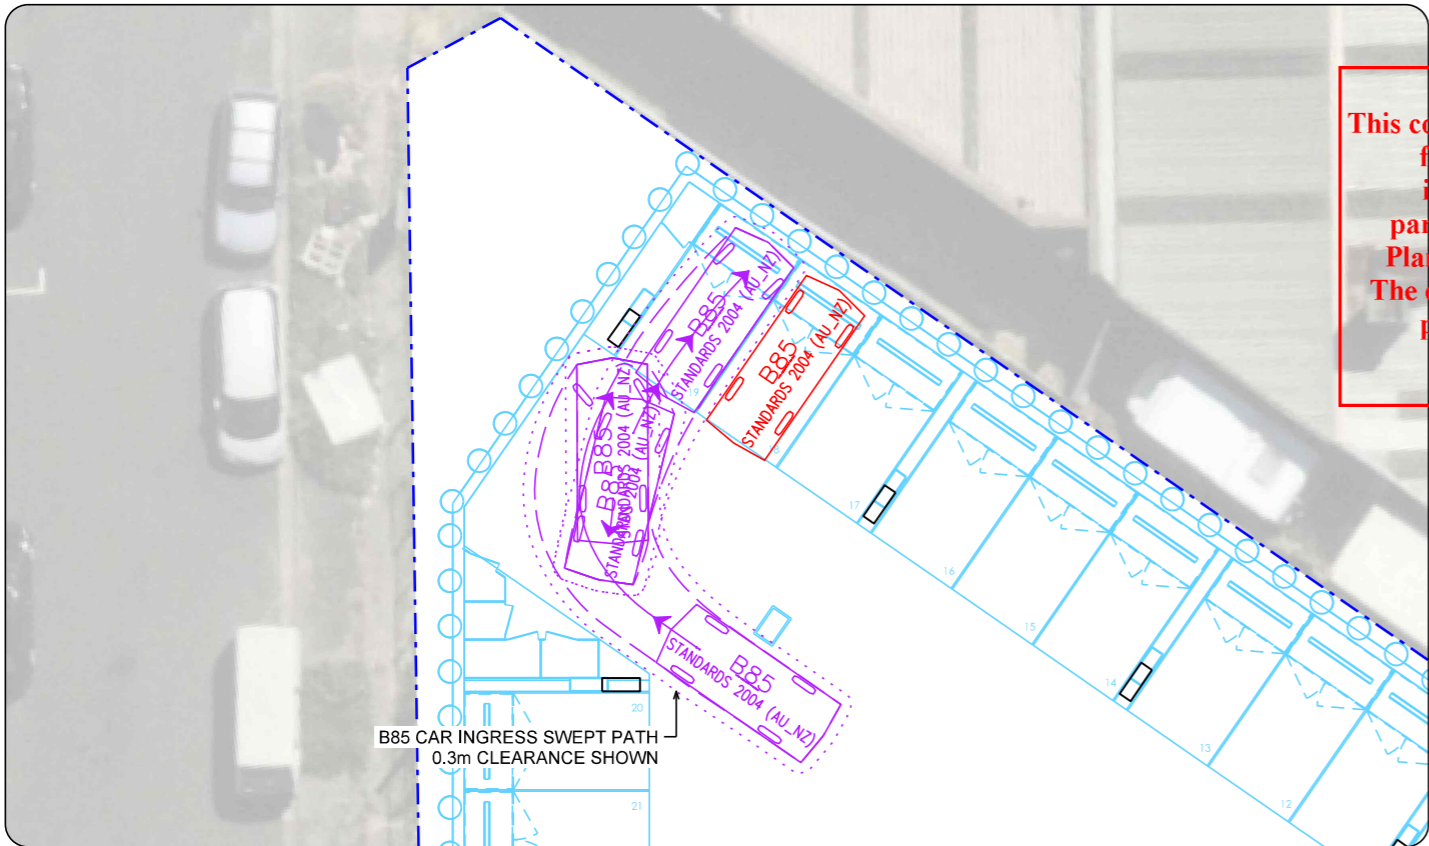 This co
f
i
par
Plan
The
p
B85
STANDARDS 2004 (AU_NZ)
B85
STANDARDS 2004 (AU_NZ)
19
8
B85
STANDARDS 2004 (AU_NZ)
B85
STANDARDS 2004 (AU_NZ)
17
16
15
14
13
12
B85
STANDARDS 2004 (AU_NZ)
20
B85 CAR INGRESS SWEPT PATH
0.3m CLEARANCE SHOWN
21